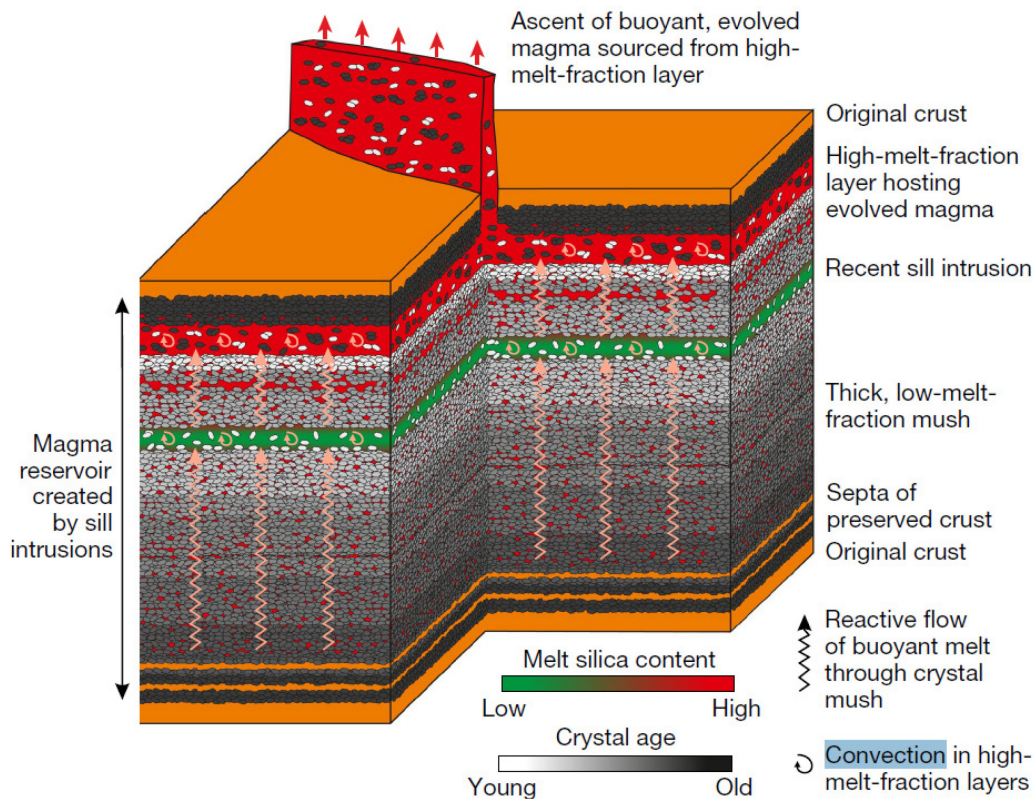 Ascent of buoyant, evolved
magma sourced from high-
melt-fraction layer
Original crust
High-melt-fraction
layer hosting
evolved magma
Recent sill intrusion
Thick, low-melt-
fraction mush
Magma
reservoir
created
by sill
intrusions
Septa of
preserved crust
Original crust
Reactive flow
of buoyant melt
through crystal
mush
Melt silica content
Low High
Crystal age
Young Old
Convection in high-
melt-fraction layers